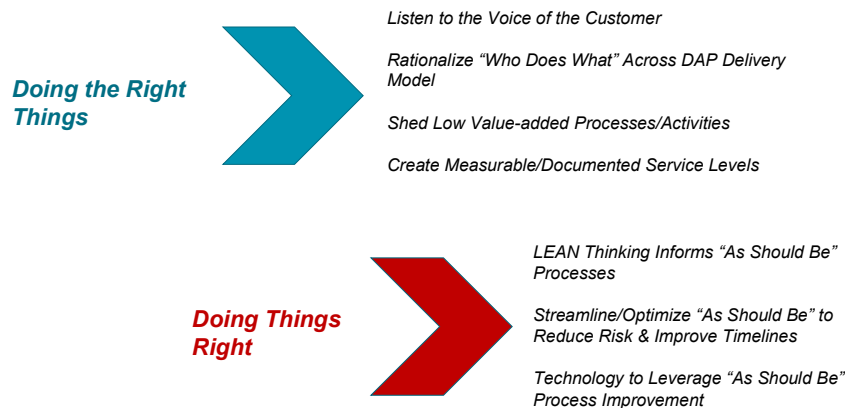 Listen to the Voice of the Customer
Rationalize “Who Does What” Across DAP Delivery
Model
Doing the Right
Things
Shed Low Value-added Processes/Activities
Create Measurable/Documented Service Levels
LEAN Thinking Informs “As Should Be”
Processes
Doing Things
Right
Streamline/Optimize “As Should Be” to
Reduce Risk & Improve Timelines
Technology to Leverage “As Should Be”
Process Improvement